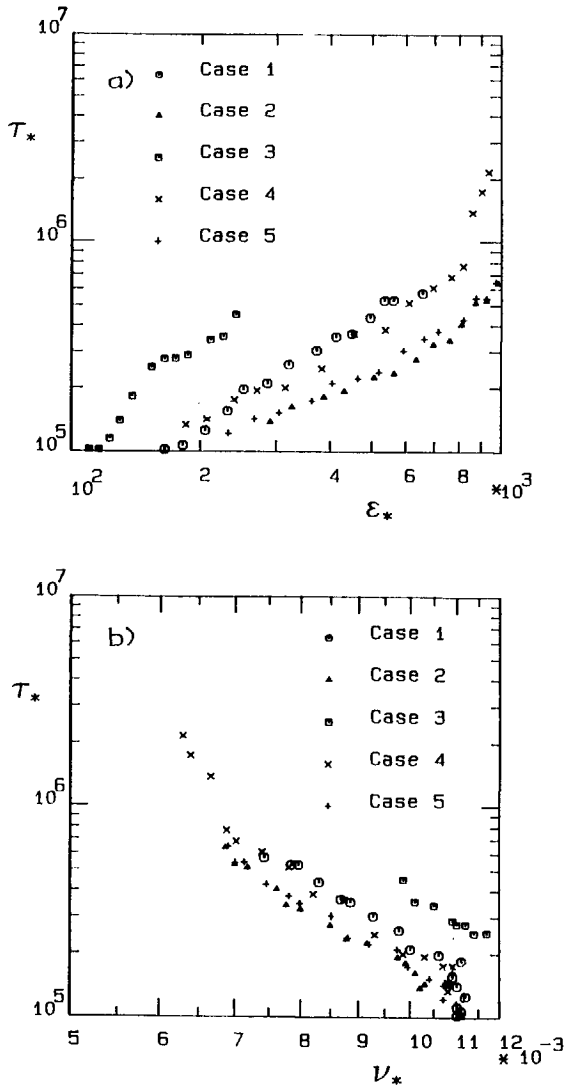 10^7
a)
Case 1
τ*
Case 2
Case 3
Case 4
10^6
Case 5
10^5
10^2 2 4 6 8 *10^3
ε*
10^7
b)
Case 1
τ*
Case 2
Case 3
Case 4
10^6
Case 5
10^5
5 6 7 8 9 10 11 12
* 10^-3
ν*